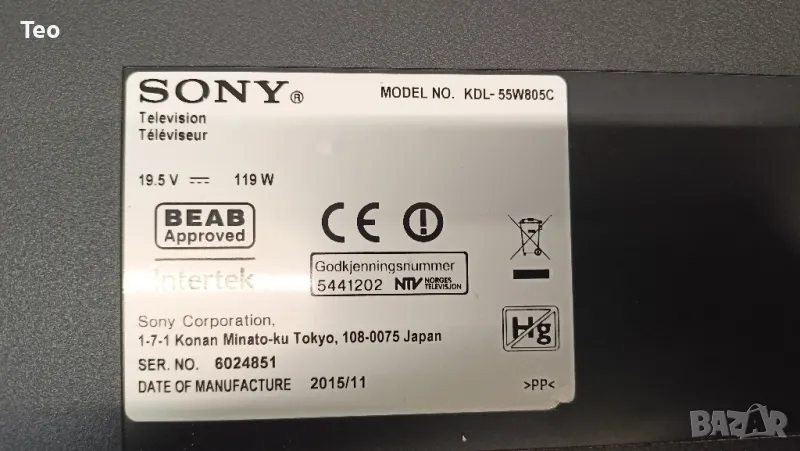 Teo
SONY®
MODEL NO. KDL-55W805C
Television
Téléviseur
19.5 V ⎓ 119 W
BEAB
Approved
CE
Intertek
Godkjenningsnummer
5441202 NTV NORGES TELEVISJON
Hg
Sony Corporation,
1-7-1 Konan Minato-ku Tokyo, 108-0075 Japan
SER. NO. 6024851
DATE OF MANUFACTURE 2015/11
>PP<
BAZAR